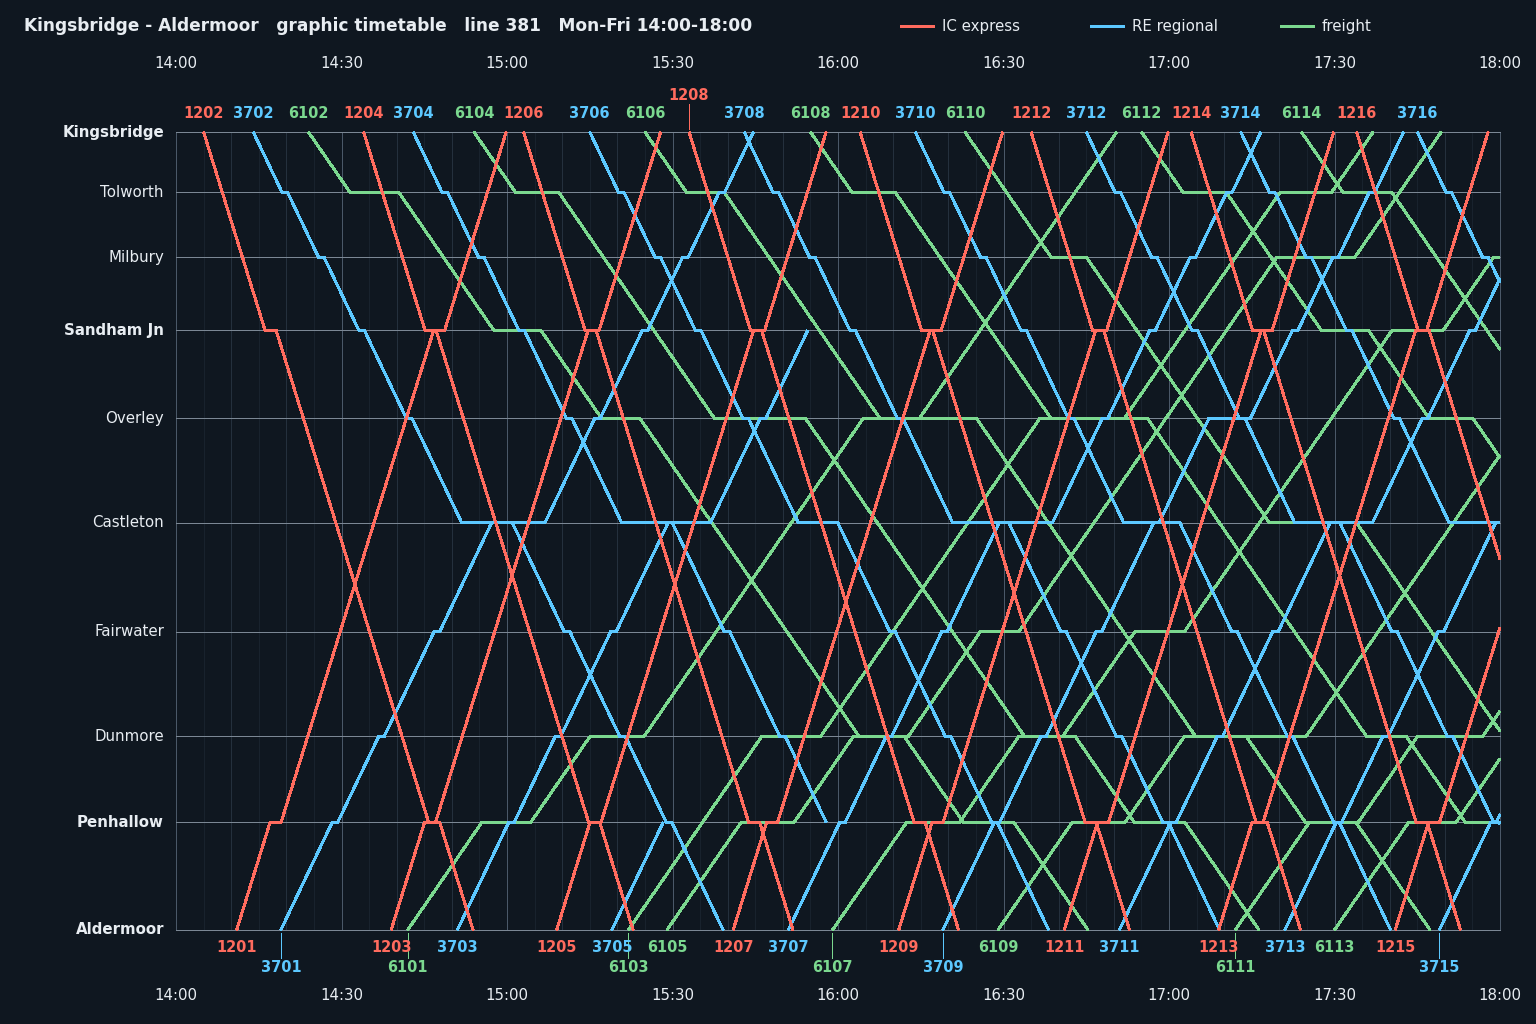 Kingsbridge - Aldermoor graphic timetable line 381 Mon-Fri 14:00-18:00
IC express RE regional freight
14:00 14:30 15:00 15:30 16:00 16:30 17:00 17:30 18:00
1208
1202 3702 6102 1204 3704 6104 1206 3706 6106 3708 6108 1210 3710 6110 1212 3712 6112 1214 3714 6114 1216 3716
Kingsbridge
Tolworth
Milbury
Sandham Jn
Overley
Castleton
Fairwater
Dunmore
Penhallow
Aldermoor
1201 1203 3703 1205 3705 6105 1207 3707 1209 6109 1211 3711 1213 3713 6113 1215
3701 6101 6103 6107 3709 6111 3715
14:00 14:30 15:00 15:30 16:00 16:30 17:00 17:30 18:00